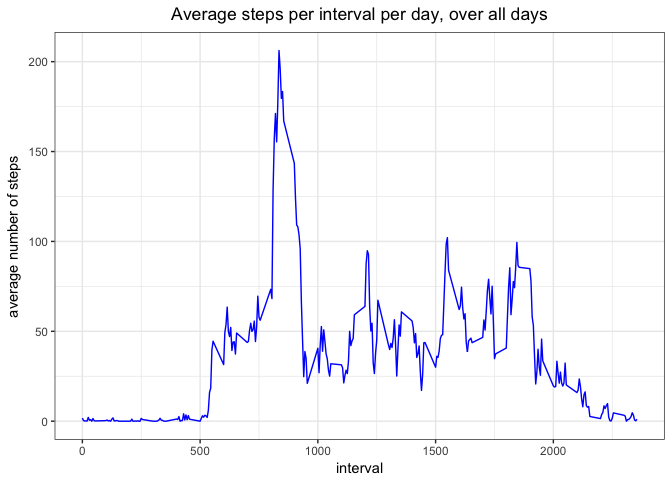 Average steps per interval per day, over all days
200
150
100
50
0
average number of steps
0 500 1000 1500 2000
interval